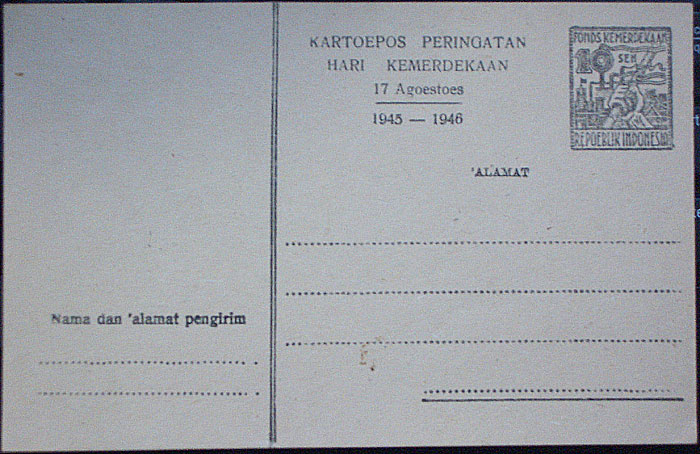 KARTOEPOS PERINGATAN
HARI KEMERDEKAAN
17 Agoestoes
1945 — 1946
FONDS KEMERDEKAAN
10 SEN
REPOEBLIK INDONESIA
'ALAMAT
Nama dan 'alamat pengirim